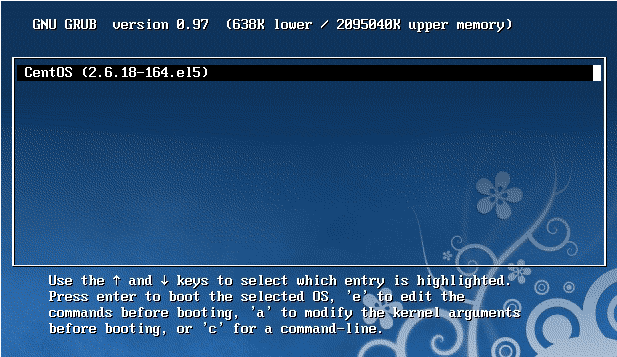 GNU GRUB  version 0.97  (638K lower / 2095040K upper memory)
CentOS (2.6.18-164.el5)
Use the ↑ and ↓ keys to select which entry is highlighted.
Press enter to boot the selected OS, 'e' to edit the
commands before booting, 'a' to modify the kernel arguments
before booting, or 'c' for a command-line.